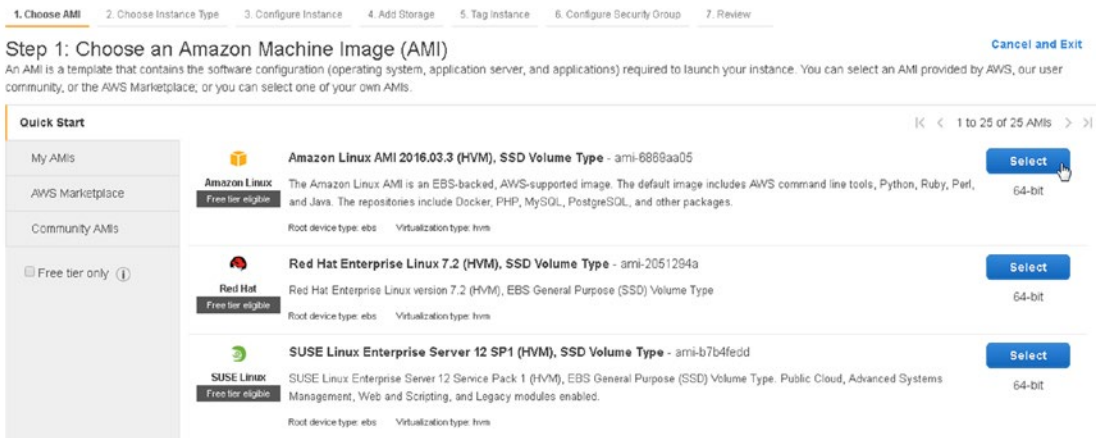 1. Choose AMI 2. Choose Instance Type 3. Configure Instance 4. Add Storage 5. Tag Instance 6. Configure Security Group 7. Review
Step 1: Choose an Amazon Machine Image (AMI)
Cancel and Exit
An AMI is a template that contains the software configuration (operating system, application server, and applications) required to launch your instance. You can select an AMI provided by AWS, our user
community, or the AWS Marketplace; or you can select one of your own AMIs.
Quick Start
1 to 25 of 25 AMIs
My AMIs
AWS Marketplace
Community AMIs
Free tier only
Amazon Linux
Free tier eligible
Amazon Linux AMI 2016.03.3 (HVM), SSD Volume Type - ami-6869aa05
The Amazon Linux AMI is an EBS-backed, AWS-supported image. The default image includes AWS command line tools, Python, Ruby, Perl,
and Java. The repositories include Docker, PHP, MySQL, PostgreSQL, and other packages.
Root device type: ebs Virtualization type: hvm
Select
64-bit
Red Hat
Free tier eligible
Red Hat Enterprise Linux 7.2 (HVM), SSD Volume Type - ami-2051294a
Red Hat Enterprise Linux version 7.2 (HVM), EBS General Purpose (SSD) Volume Type
Root device type: ebs Virtualization type: hvm
Select
64-bit
SUSE Linux
Free tier eligible
SUSE Linux Enterprise Server 12 SP1 (HVM), SSD Volume Type - ami-b7b4fedd
SUSE Linux Enterprise Server 12 Service Pack 1 (HVM), EBS General Purpose (SSD) Volume Type. Public Cloud, Advanced Systems
Management, Web and Scripting, and Legacy modules enabled.
Root device type: ebs Virtualization type: hvm
Select
64-bit